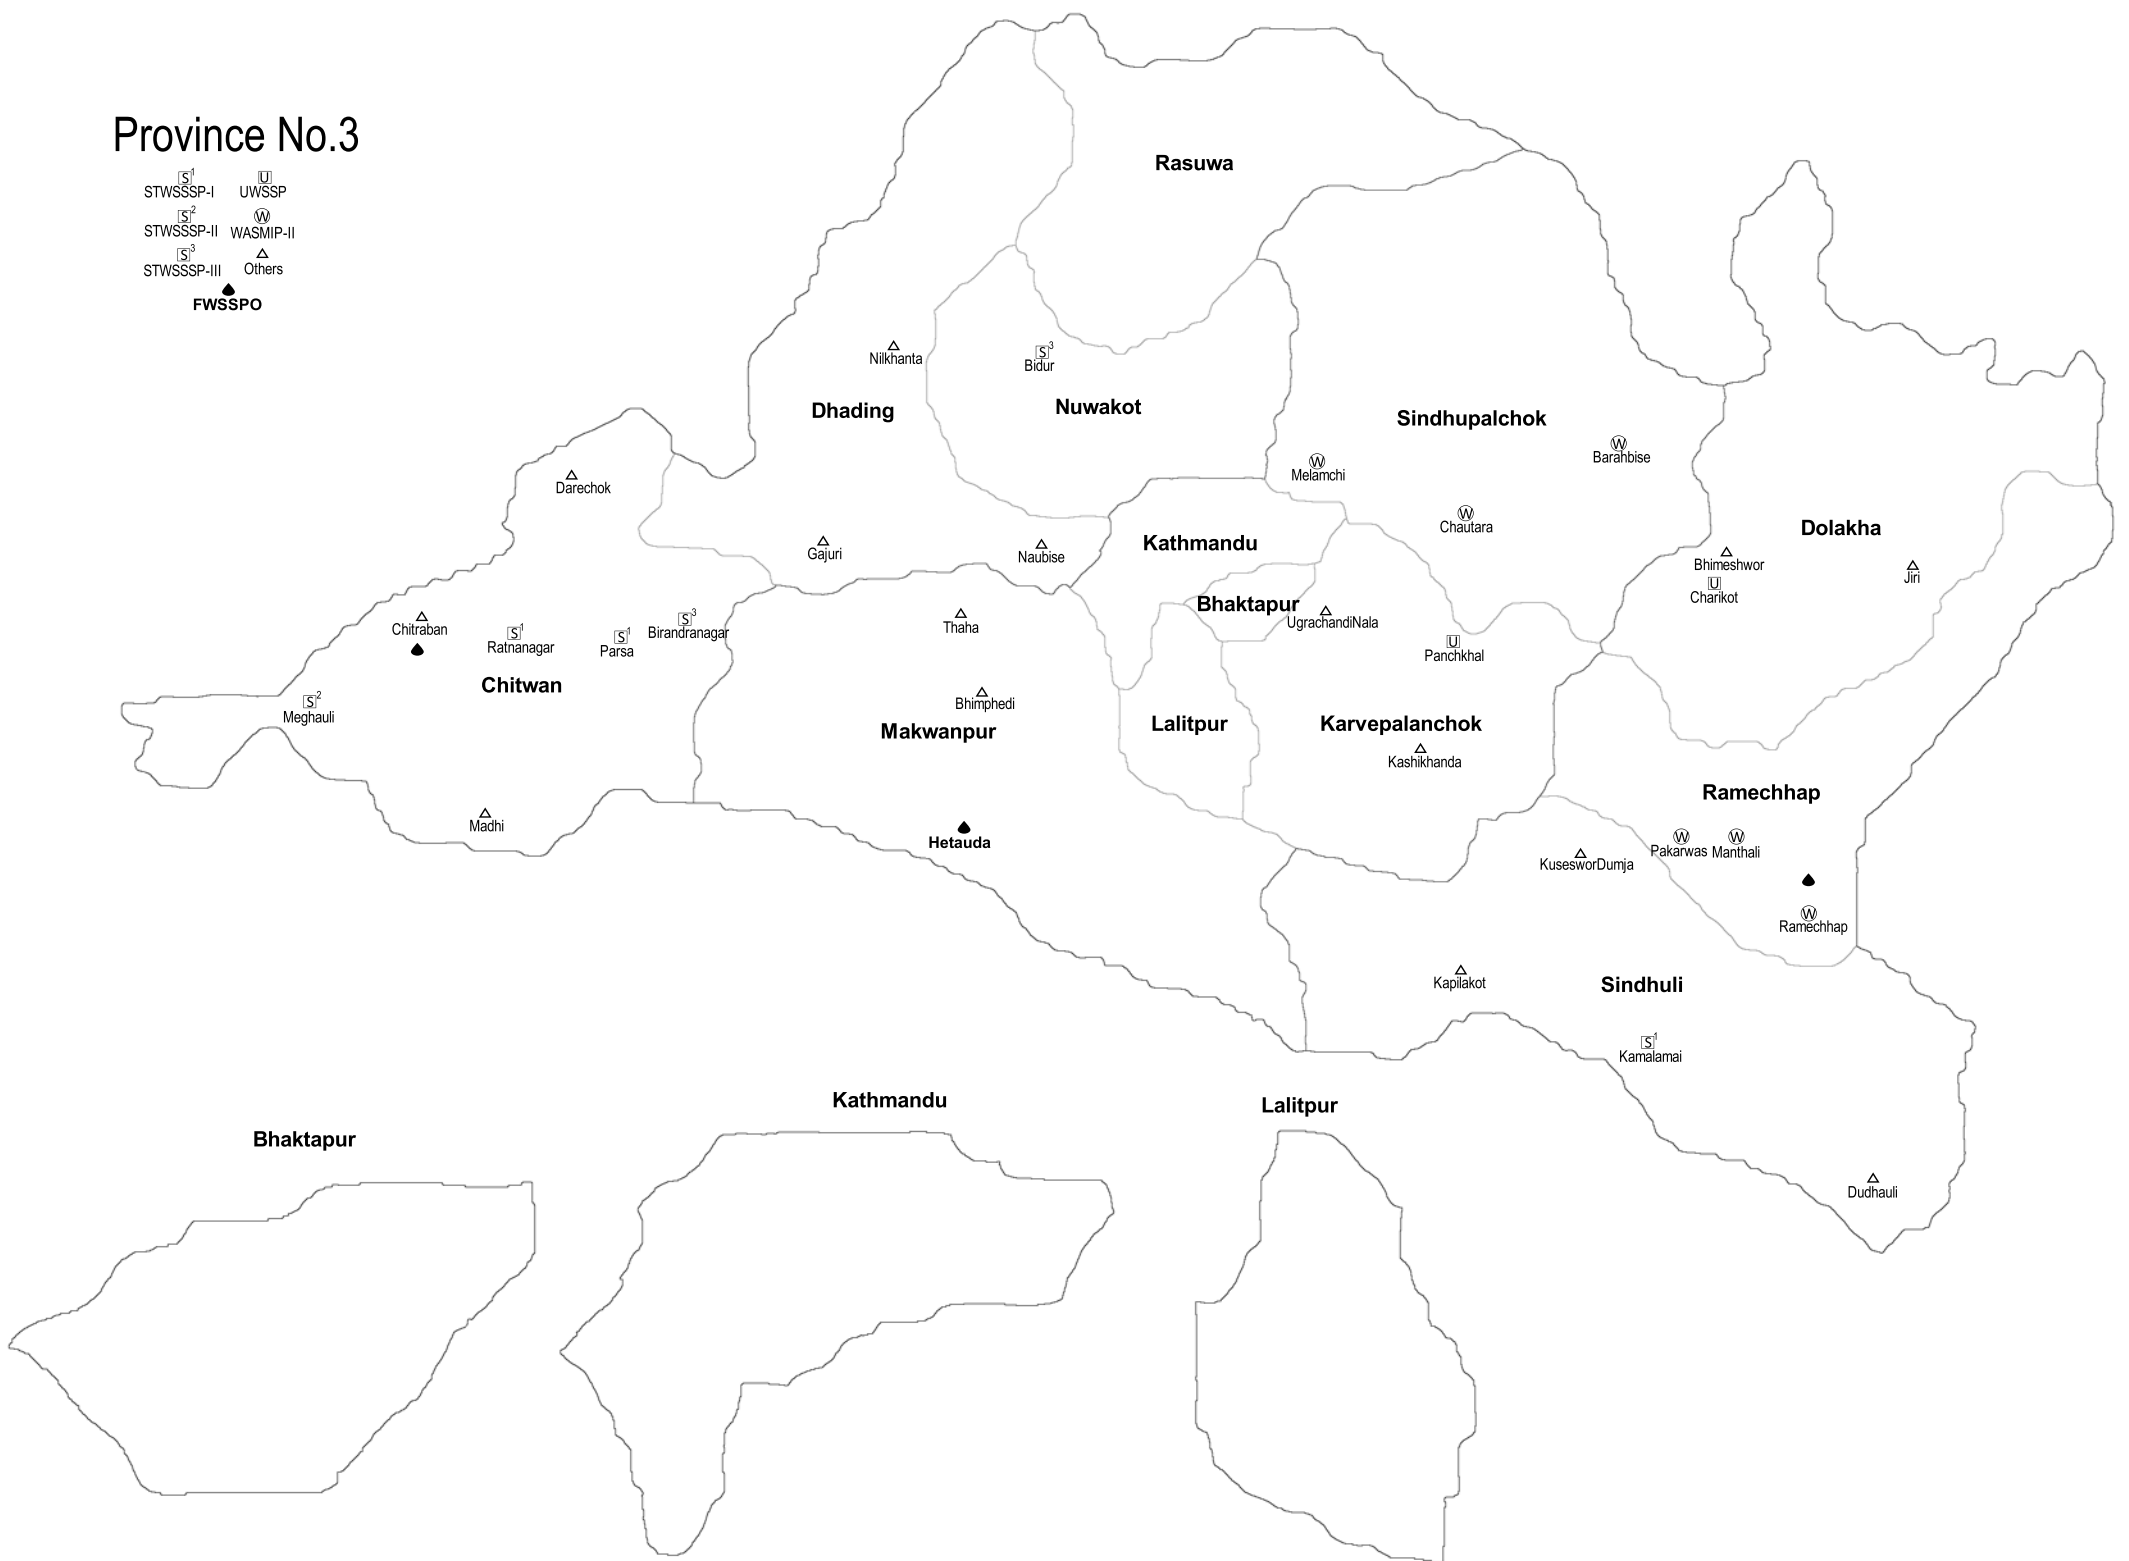 Province No.3
S1 U
STWSSSP-I UWSSP
S2 W
STWSSSP-II WASMIP-II
S3
STWSSSP-III Others
FWSSPO
Rasuwa
Nilkhanta
S3
Bidur
Dhading
Nuwakot
Sindhupalchok
W
Barahbise
W
Melamchi
Darechok
W
Chautara
Dolakha
Gajuri
Naubise
Kathmandu
Bhimeshwor
U
Charikot
Jiri
Bhaktapur
UgrachandiNala
Chitraban
S1
Ratnanagar
S1
Parsa
S3
Birandranagar
Thaha
U
Panchkhal
Chitwan
S2
Meghauli
Bhimphedi
Makwanpur
Lalitpur
Karvepalanchok
Kashikhanda
Ramechhap
Madhi
Hetauda
KuseswoRDumja
W
Pakarwas
W
Manthali
W
Ramechhap
Kapilakot
Sindhuli
S1
Kamalamai
Dudhauli
Bhaktapur
Kathmandu
Lalitpur